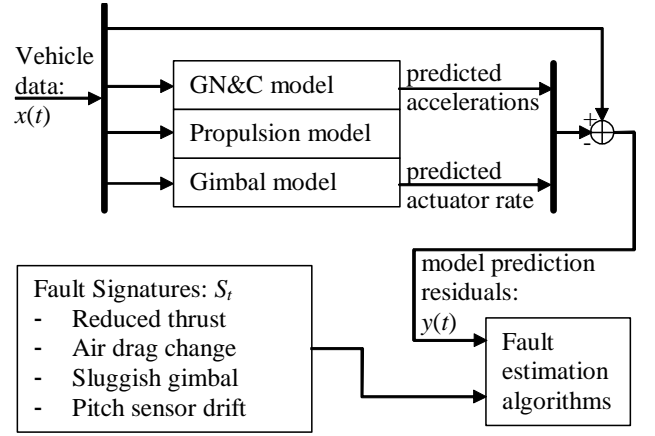 Vehicle
data:
x(t)
GN&C model
Propulsion model
Gimbal model
predicted
accelerations
predicted
actuator rate
+
-
model prediction
residuals:
y(t)
Fault Signatures: St
- Reduced thrust
- Air drag change
- Sluggish gimbal
- Pitch sensor drift
Fault
estimation
algorithms